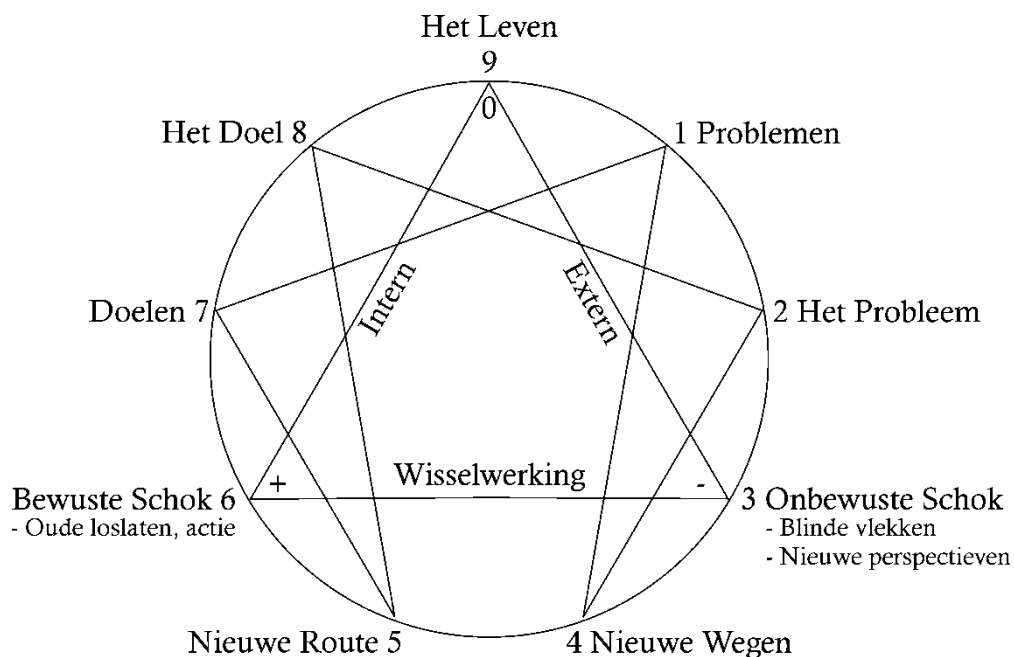 Het Leven
9
0
Het Doel 8
1 Problemen
Intern
Extern
Doelen 7
2 Het Probleem
Wisselwerking
+
-
Bewuste Schok 6
- Oude loslaten, actie
3 Onbewuste Schok
- Blinde vlekken
- Nieuwe perspectieven
Nieuwe Route 5
4 Nieuwe Wegen